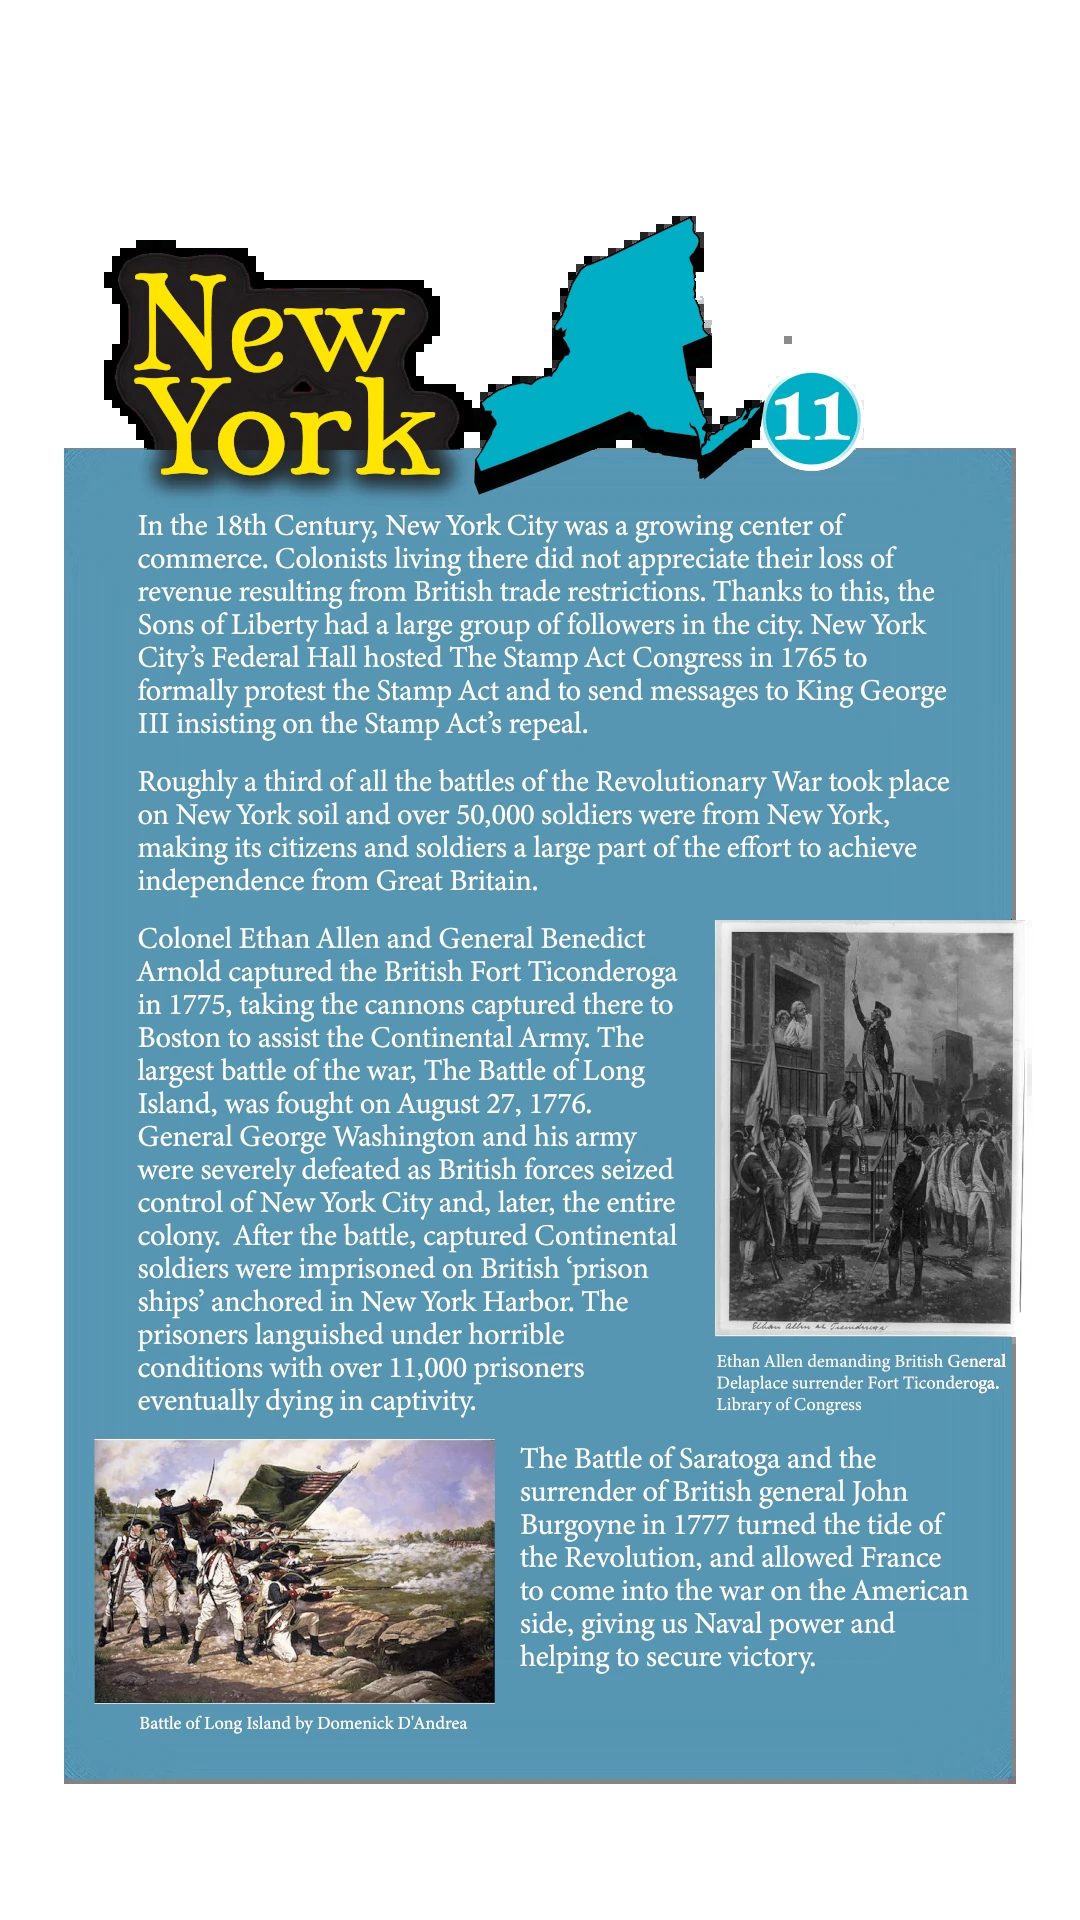 New
York
11
In the 18th Century, New York City was a growing center of
commerce. Colonists living there did not appreciate their loss of
revenue resulting from British trade restrictions. Thanks to this, the
Sons of Liberty had a large group of followers in the city. New York
City’s Federal Hall hosted The Stamp Act Congress in 1765 to
formally protest the Stamp Act and to send messages to King George
III insisting on the Stamp Act’s repeal.
Roughly a third of all the battles of the Revolutionary War took place
on New York soil and over 50,000 soldiers were from New York,
making its citizens and soldiers a large part of the effort to achieve
independence from Great Britain.
Colonel Ethan Allen and General Benedict
Arnold captured the British Fort Ticonderoga
in 1775, taking the cannons captured there to
Boston to assist the Continental Army. The
largest battle of the war, The Battle of Long
Island, was fought on August 27, 1776.
General George Washington and his army
were severely defeated as British forces seized
control of New York City and, later, the entire
colony.  After the battle, captured Continental
soldiers were imprisoned on British ‘prison
ships’ anchored in New York Harbor. The
prisoners languished under horrible
conditions with over 11,000 prisoners
eventually dying in captivity.
Ethan Allen at Ticonderoga
Ethan Allen demanding British General
Delaplace surrender Fort Ticonderoga.
Library of Congress
The Battle of Saratoga and the
surrender of British general John
Burgoyne in 1777 turned the tide of
the Revolution, and allowed France
to come into the war on the American
side, giving us Naval power and
helping to secure victory.
Battle of Long Island by Domenick D'Andrea